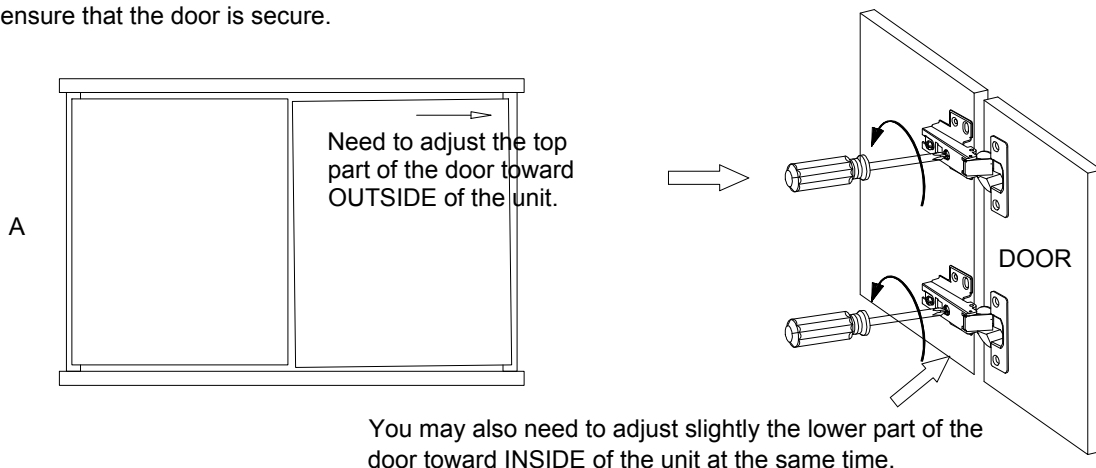 ensure that the door is secure.
Need to adjust the top
part of the door toward
OUTSIDE of the unit.
A
DOOR
You may also need to adjust slightly the lower part of the
door toward INSIDE of the unit at the same time.